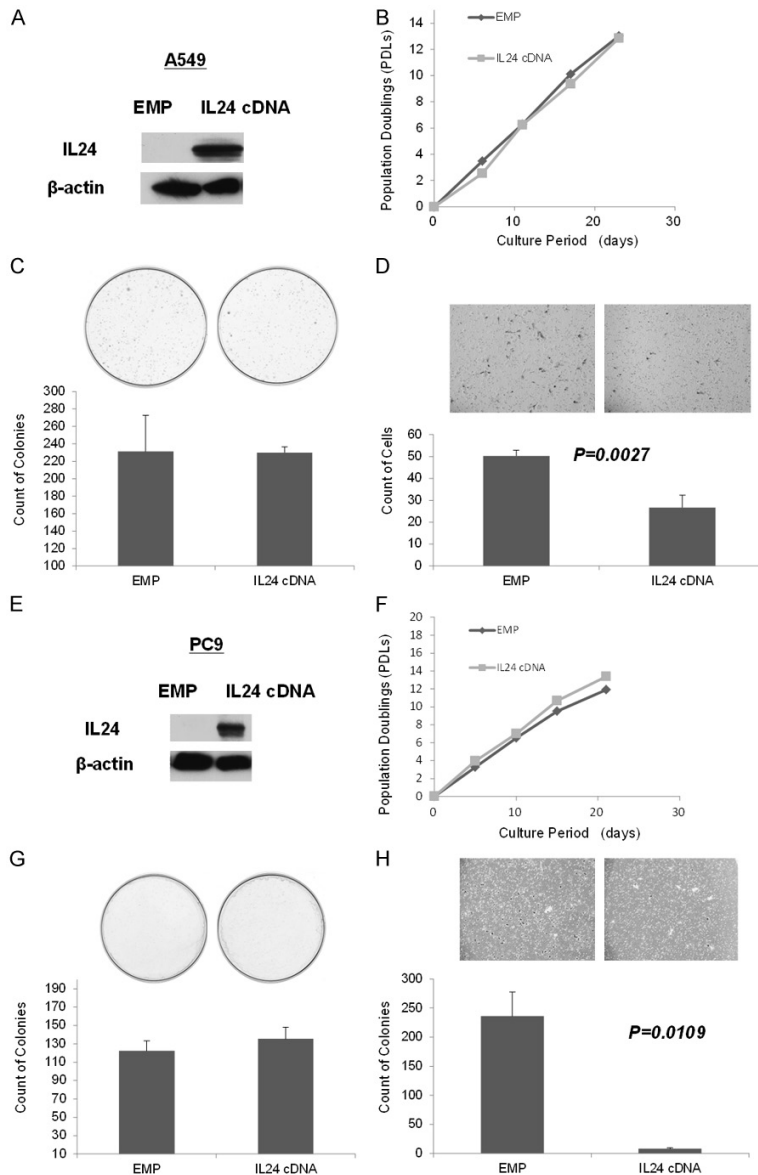 A
A549
EMP IL24 cDNA
IL24
β-actin
B
Population Doublings (PDLs)
14
12
10
8
6
4
2
0
EMP
IL24 cDNA
0 10 20 30
Culture Period (days)
C
Count of Colonies
300
280
260
240
220
200
180
160
140
120
100
EMP IL24 cDNA
D
Count of Cells
60
50
40
30
20
10
0
P=0.0027
EMP IL24 cDNA
E
PC9
EMP IL24 cDNA
IL24
β-actin
F
Population Doublings (PDLs)
20
18
16
14
12
10
8
6
4
2
0
EMP
IL24 cDNA
0 10 20 30
Culture Period (days)
G
Count of Colonies
190
170
150
130
110
90
70
50
30
10
EMP IL24 cDNA
H
Count of Colonies
300
250
200
150
100
50
0
P=0.0109
EMP IL24 cDNA